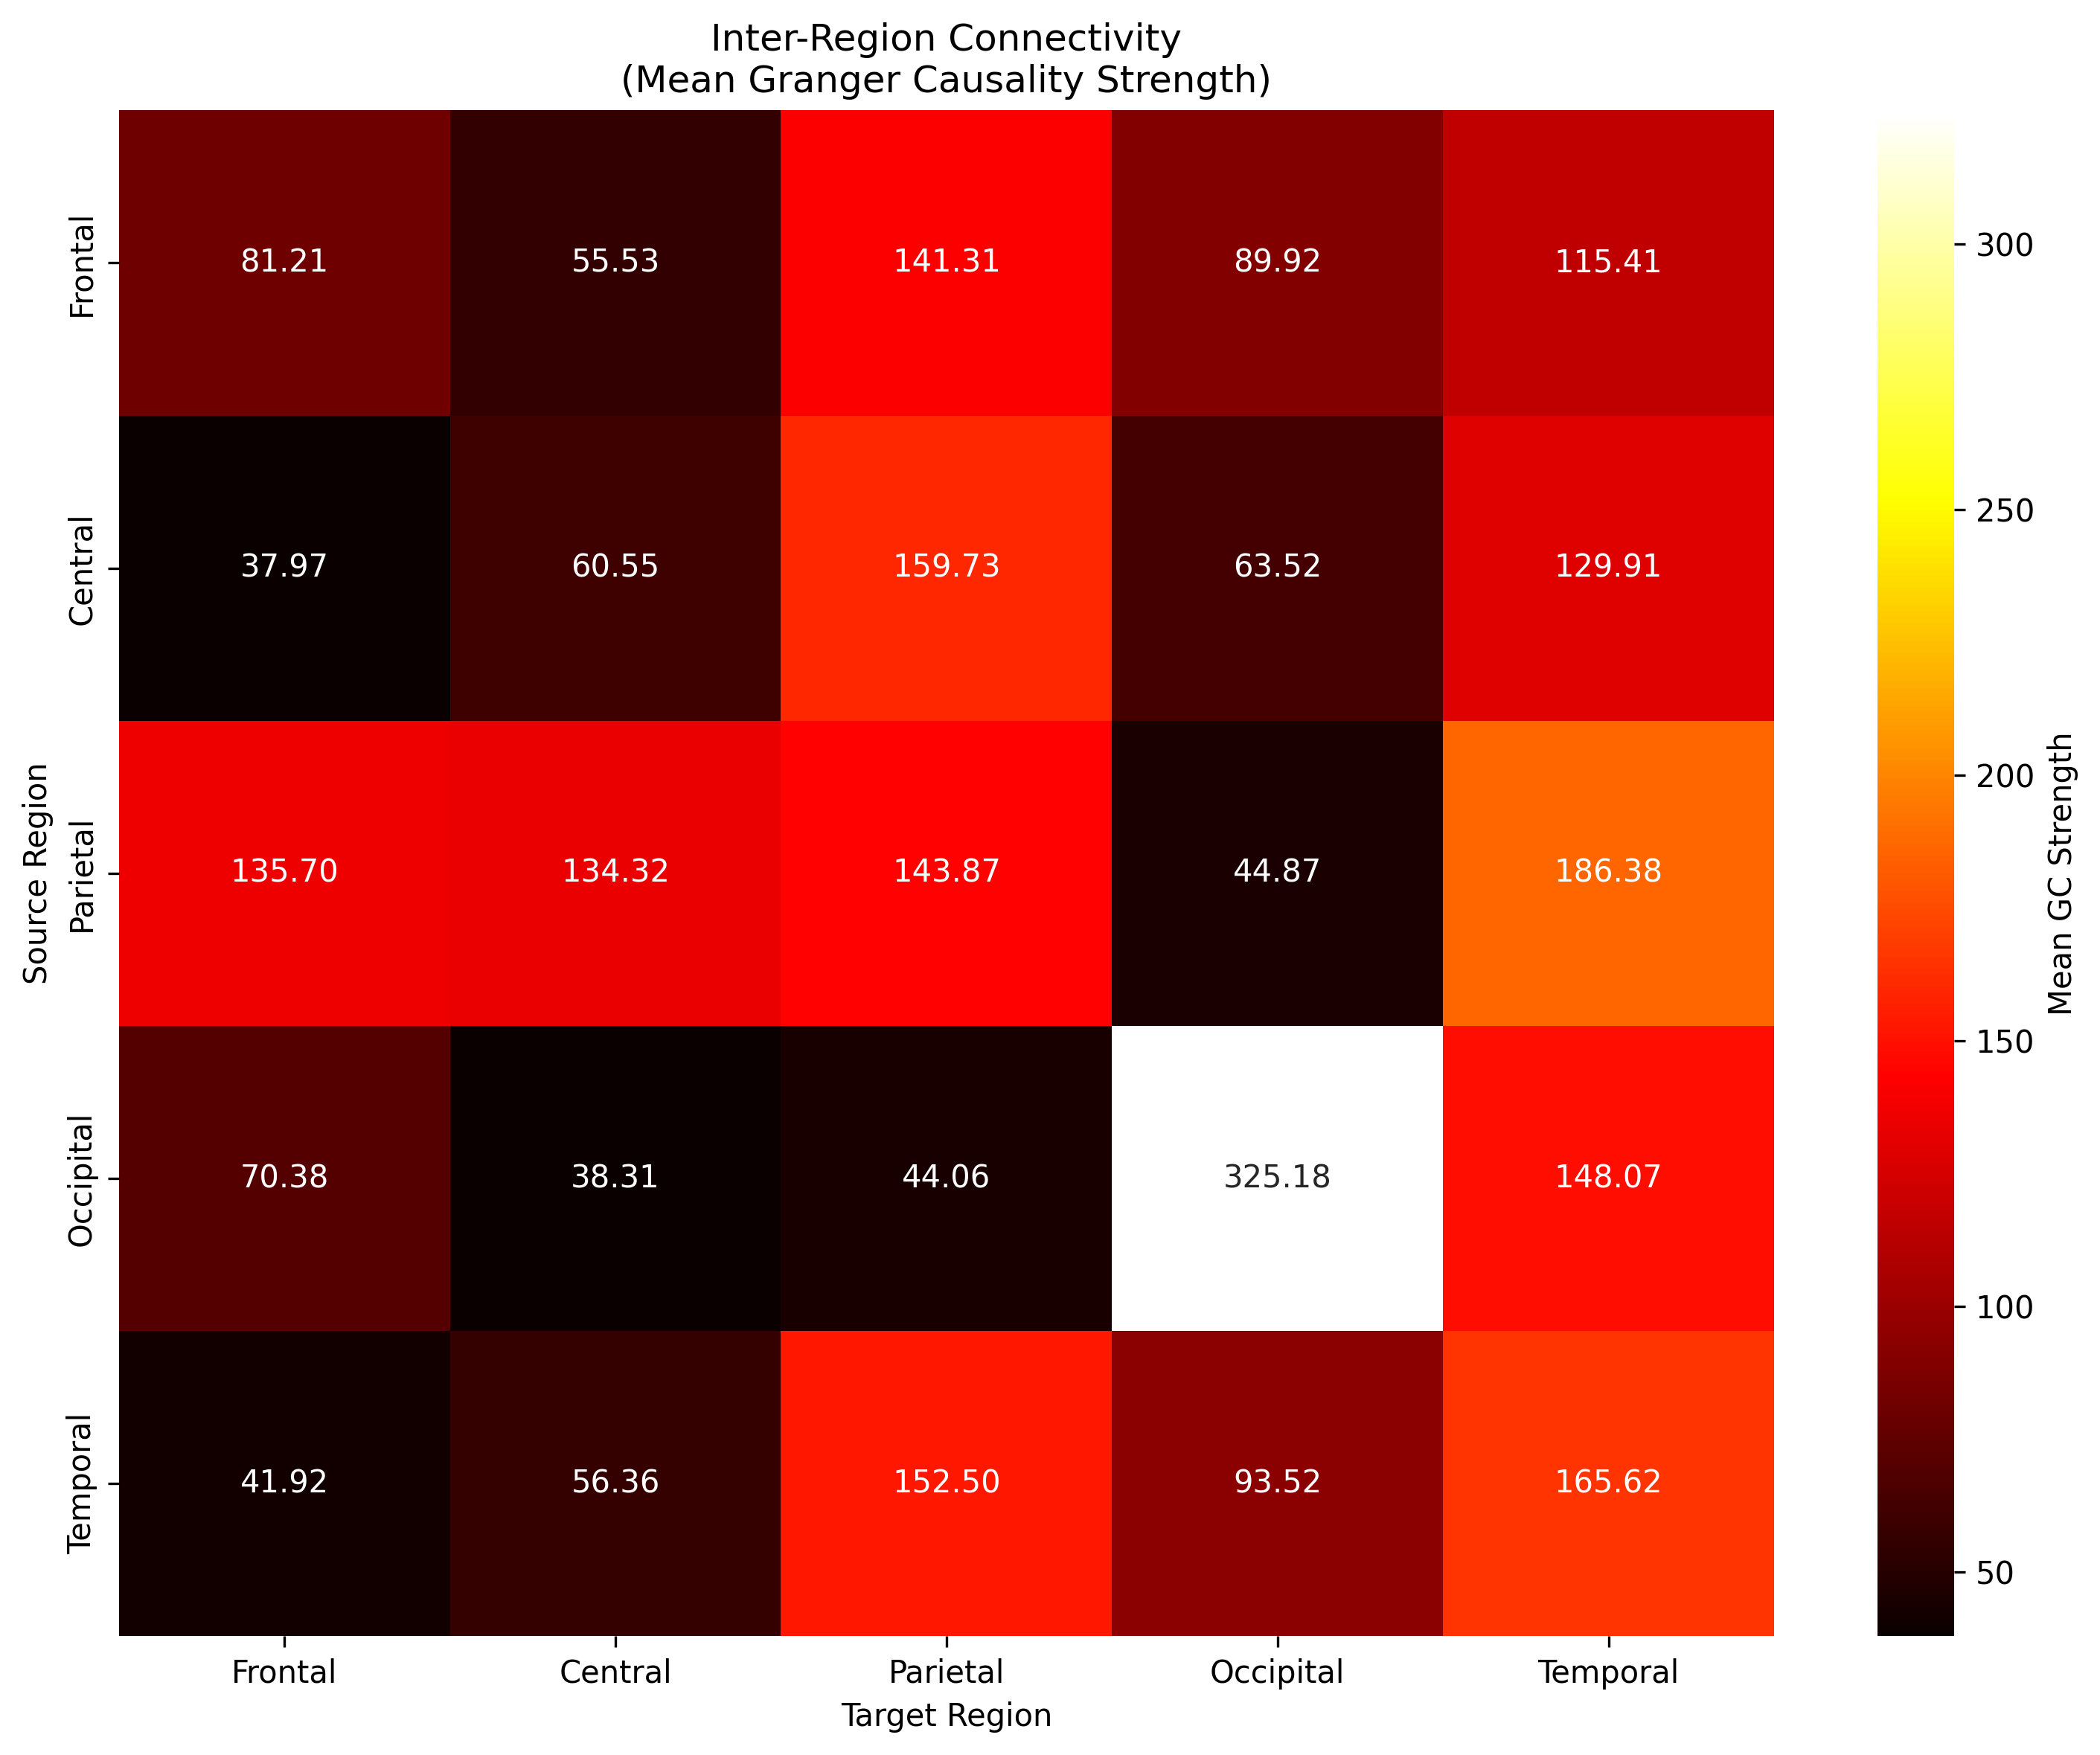 Inter-Region Connectivity
(Mean Granger Causality Strength)
Source Region
Frontal
81.21 55.53 141.31 89.92 115.41
Central
37.97 60.55 159.73 63.52 129.91
Parietal
135.70 134.32 143.87 44.87 186.38
Occipital
70.38 38.31 44.06 325.18 148.07
Temporal
41.92 56.36 152.50 93.52 165.62
Frontal Central Parietal Occipital Temporal
Target Region
300
250
200
150
100
50
Mean GC Strength